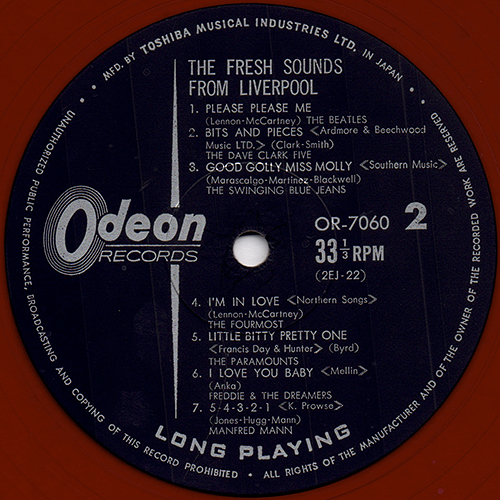 MFD. BY TOSHIBA MUSICAL INDUSTRIES LTD. IN JAPAN •
THE FRESH SOUNDS
FROM LIVERPOOL
1. PLEASE PLEASE ME
(Lennon-McCartney) THE BEATLES
2. BITS AND PIECES <Ardmore & Beechwood
Music LTD.> (Clark-Smith)
THE DAVE CLARK FIVE
3. GOOD GOLLY MISS MOLLY <Southern Music>
(Marascalgo-Martinez-Blackwell)
THE SWINGING BLUE JEANS
Odeon
RECORDS
OR-7060 2
33 1/3 RPM
(2EJ-22)
4. I'M IN LOVE <Northern Songs>
(Lennon-McCartney)
THE FOURMOST
5. LITTLE BITTY PRETTY ONE
<Francis Day & Hunter> (Byrd)
THE PARAMOUNTS
6. I LOVE YOU BABY <Mellin>
(Anka)
FREDDIE & THE DREAMERS
7. 5-4-3-2-1 <K. Prowse>
(Jones-Hugg-Mann)
MANFRED MANN
LONG PLAYING
UNAUTHORIZED PUBLIC PERFORMANCE, BROADCASTING AND COPYING OF THIS RECORD PROHIBITED • ALL RIGHTS OF THE MANUFACTURER AND OF THE OWNER OF THE RECORDED WORK ARE RESERVED